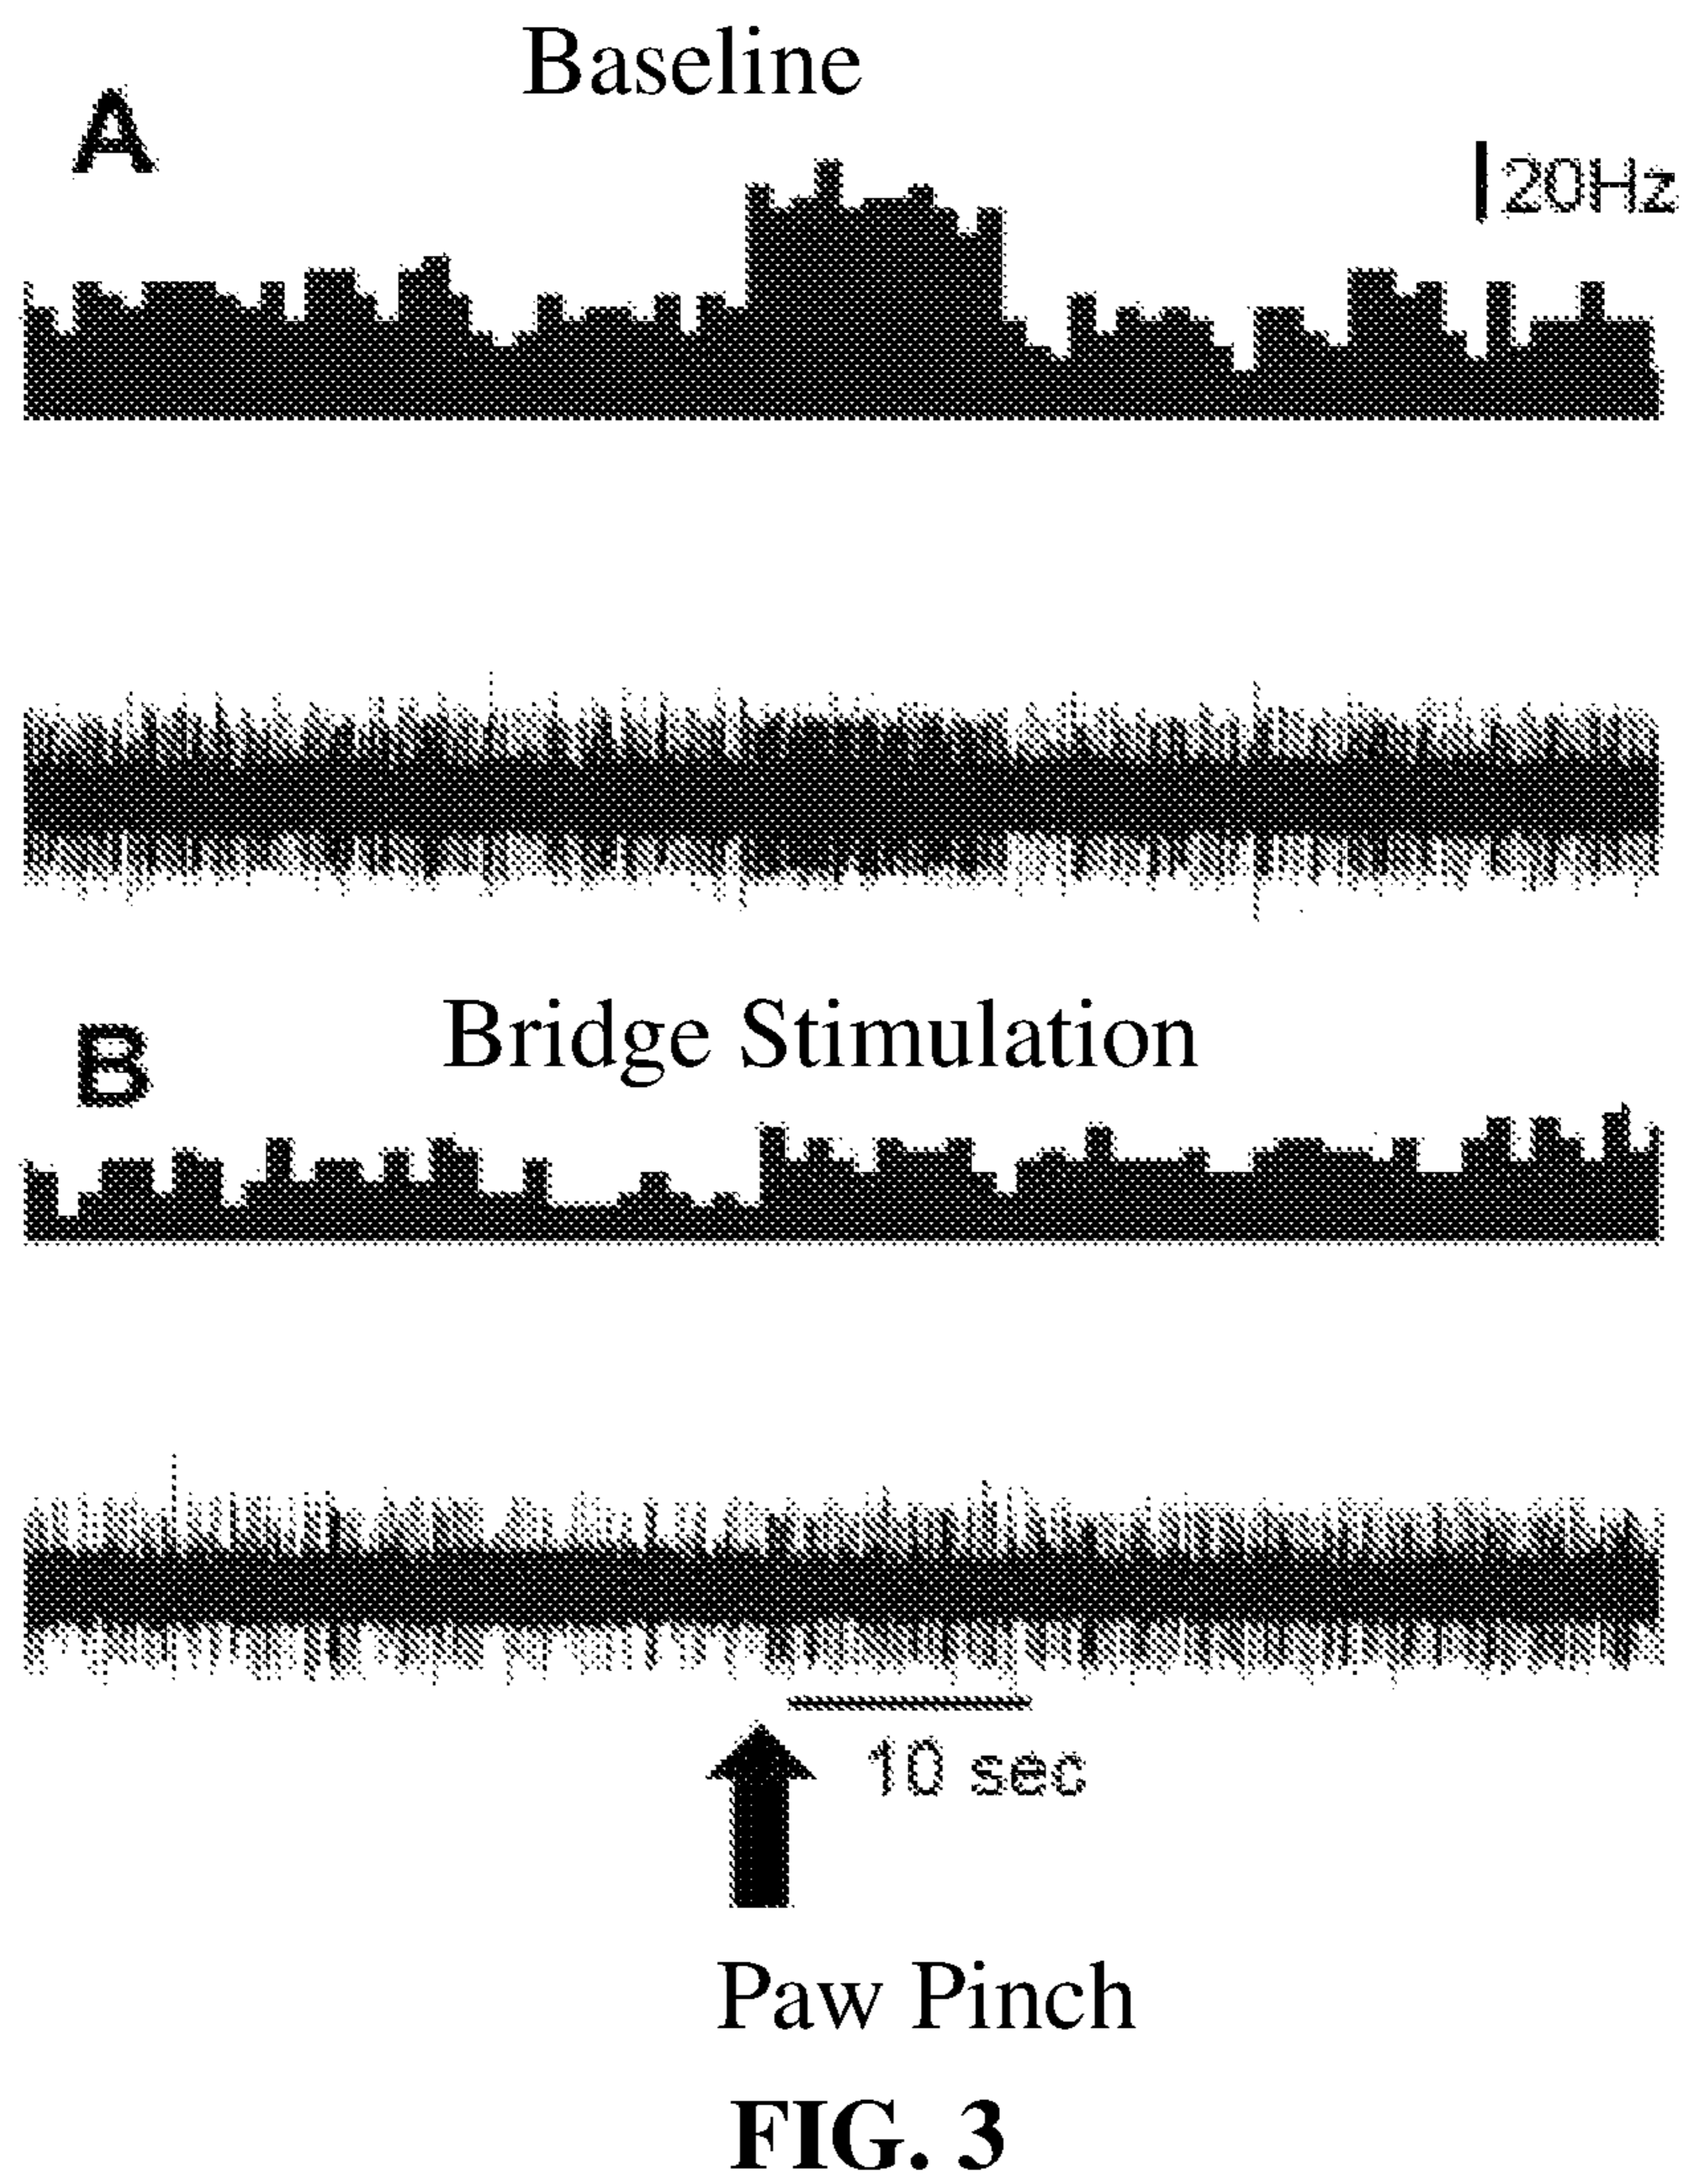 Baseline
A
20Hz
B
Bridge Stimulation
10 sec
Paw Pinch
FIG. 3